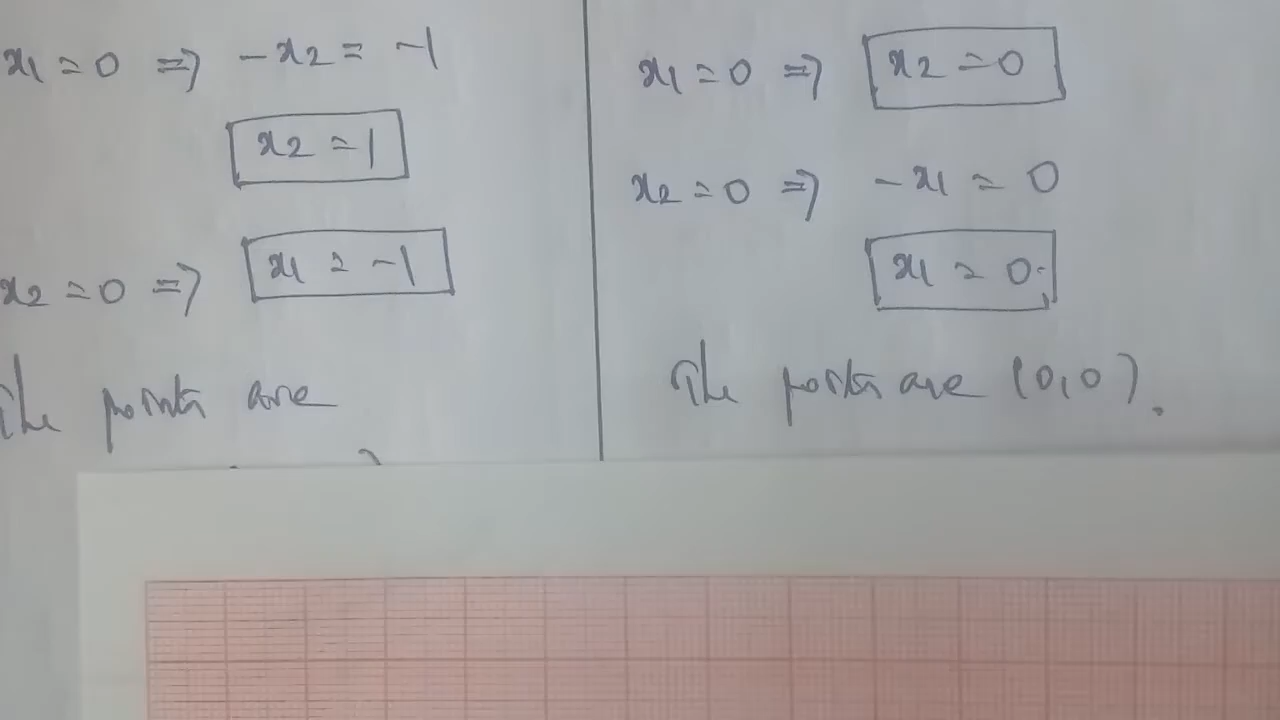 x1 = 0 => -x2 = -1
x2 = 1
x2 = 0 => x1 = -1
The points are
x1 = 0 => x2 = 0
x2 = 0 => -x1 = 0
x1 = 0.
The points are (0,0).